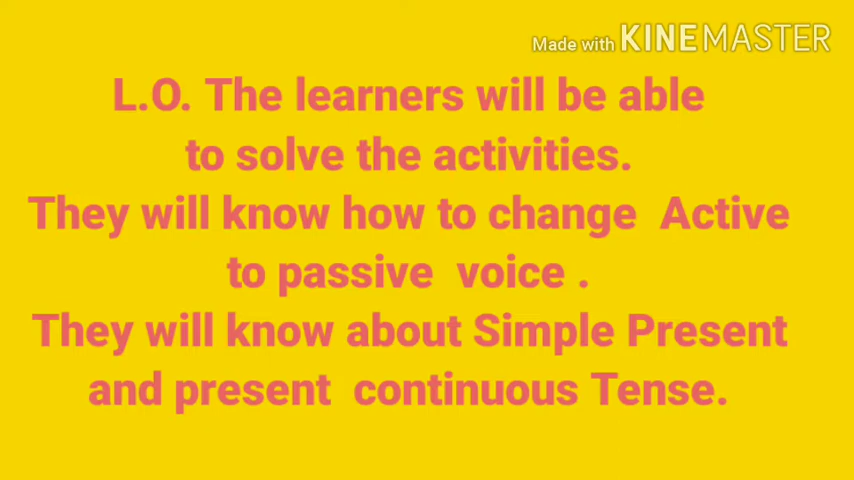 Made with KINEMASTER
L.O. The learners will be able
to solve the activities.
They will know how to change Active
to passive voice .
They will know about Simple Present
and present continuous Tense.